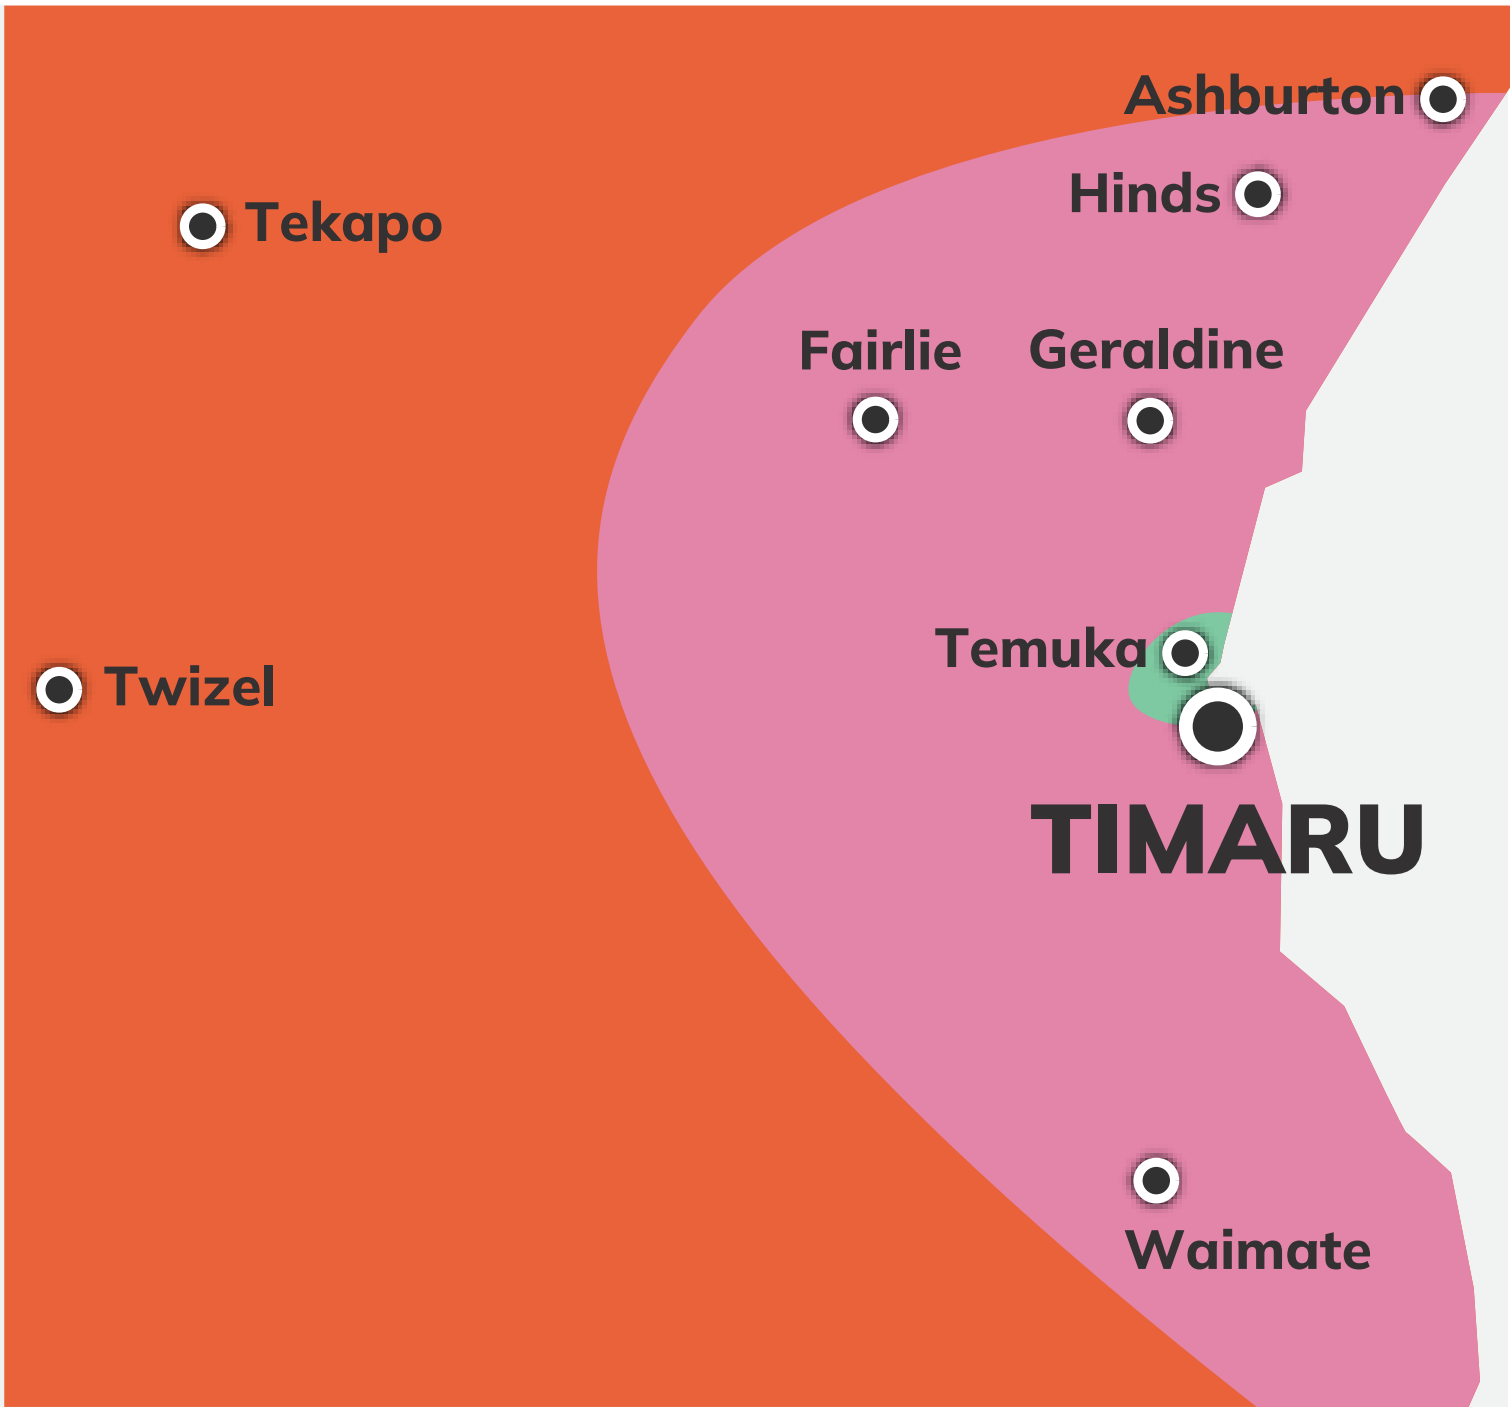 Ashburton
Hinds
Tekapo
Fairlie
Geraldine
Temuka
Twizel
TIMARU
Waimate